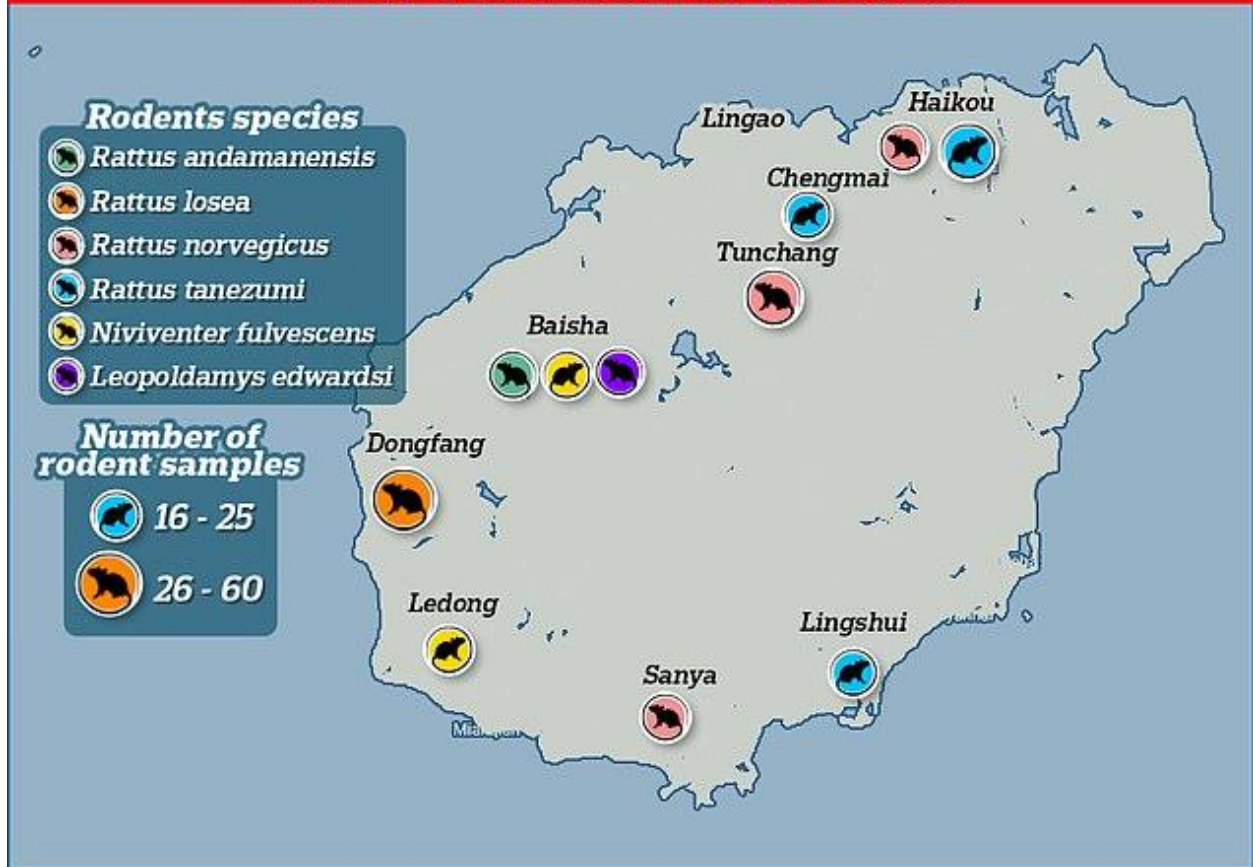 Rodents species
Rattus andamanensis
Rattus losea
Rattus norvegicus
Rattus tanezumi
Niviventer fulvescens
Leopoldamys edwardsi
Number of
rodent samples
16 - 25
26 - 60
Haikou
Lingao
Chengmai
Tunchang
Baisha
Dongfang
Ledong
Lingshui
Sanya